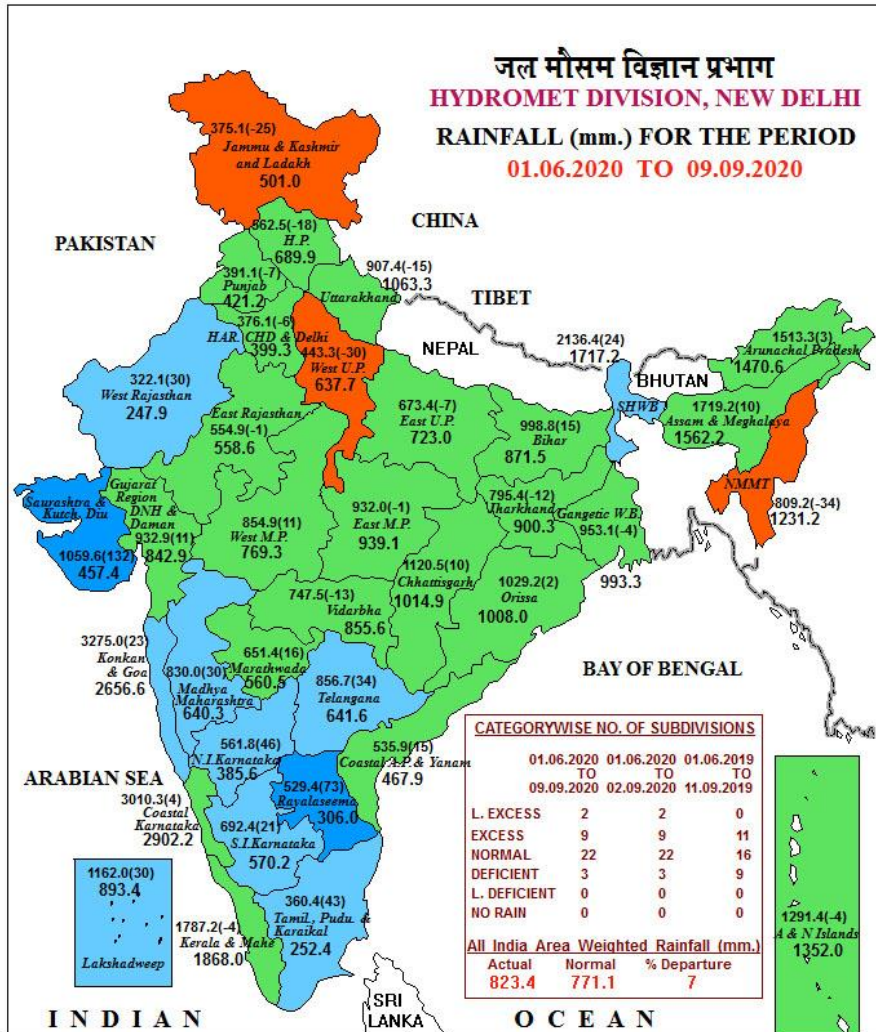 जल मौसम विज्ञान प्रभाग
HYDROMET DIVISION, NEW DELHI
RAINFALL (mm.) FOR THE PERIOD
01.06.2020 TO 09.09.2020
375.1(-25)
Jammu & Kashmir
and Ladakh
501.0
CHINA
PAKISTAN
562.5(-18)
H.P.
689.9
907.4(-15)
1063.3
Uttarakhand
391.1(-7)
Punjab
421.2
TIBET
376.1(-6)
HAR. CHD & Delhi
399.3
NEPAL
443.3(-30)
West U.P.
637.7
2136.4(24)
1717.2
SHWB
BHUTAN
1513.3(3)
Arunachal Pradesh
1470.6
322.1(30)
West Rajasthan
247.9
East Rajasthan
554.9(-1)
558.6
673.4(-7)
East U.P.
723.0
998.8(15)
Bihar
871.5
1719.2(10)
Assam & Meghalaya
1562.2
NMMT
809.2(-34)
1231.2
Saurashtra &
Kutch, Diu
1059.6(132)
457.4
Gujarat
Region
DNH &
Daman
932.9(11)
842.9
854.9(11)
West M.P.
769.3
932.0(-1)
East M.P.
939.1
795.4(-12)
Jharkhand
900.3
Gangetic W.B.
953.1(-4)
993.3
1120.5(10)
Chhattisgarh
1014.9
1029.2(2)
Orissa
1008.0
747.5(-13)
Vidarbha
855.6
3275.0(23)
Konkan
& Goa
2656.6
830.0(30)
Madhya
Maharashtra
640.3
651.4(16)
Marathwada
560.5
856.7(34)
Telangana
641.6
BAY OF BENGAL
561.8(46)
N.I.Karnataka
385.6
535.9(15)
Coastal A.P. & Yanam
467.9
529.4(73)
Rayalaseema
306.0
ARABIAN SEA
3010.3(4)
Coastal
Karnataka
2902.2
692.4(21)
S.I.Karnataka
570.2
1162.0(30)
893.4
Lakshadweep
1787.2(-4)
Kerala & Mahe
1868.0
360.4(43)
Tamil., Pudu. &
Karaikal
252.4
CATEGORYWISE NO. OF SUBDIVISIONS
01.06.2020 01.06.2020 01.06.2019
TO TO TO
09.09.2020 02.09.2020 11.09.2019
L. EXCESS 2 2 0
EXCESS 9 9 11
NORMAL 22 22 16
DEFICIENT 3 3 9
L. DEFICIENT 0 0 0
NO RAIN 0 0 0
All India Area Weighted Rainfall (mm.)
Actual Normal % Departure
823.4 771.1 7
1291.4(-4)
A & N Islands
1352.0
SRI
LANKA
INDIAN OCEAN